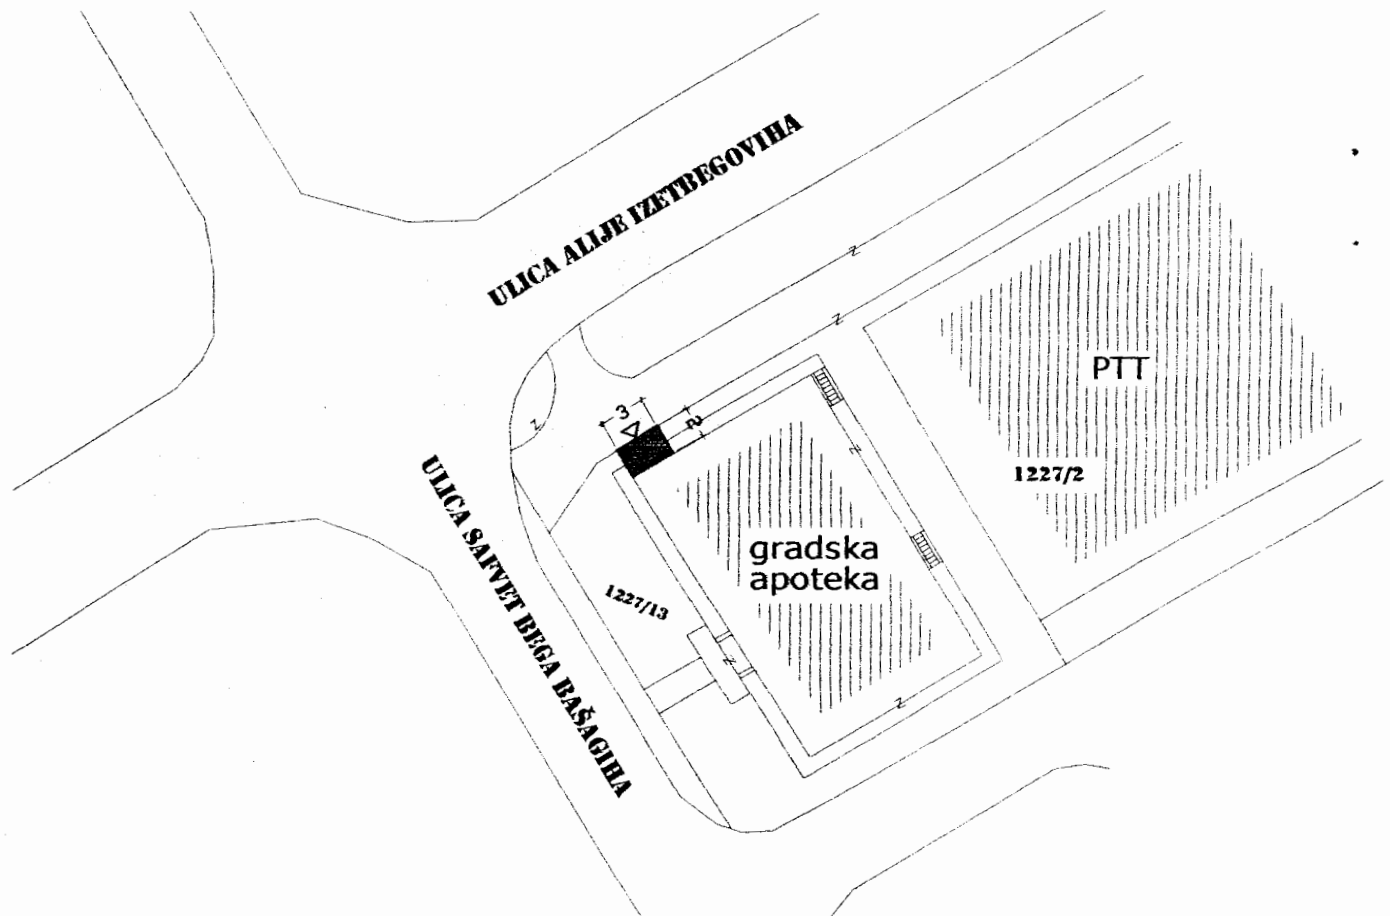 ULICA ALIJE IZETBEGOVIHA
z
z
PTT
3
2
z
z
1227/2
ULICA SAFVET BEGA BAŠAGIHA
gradska
apoteka
1227/13
z
z